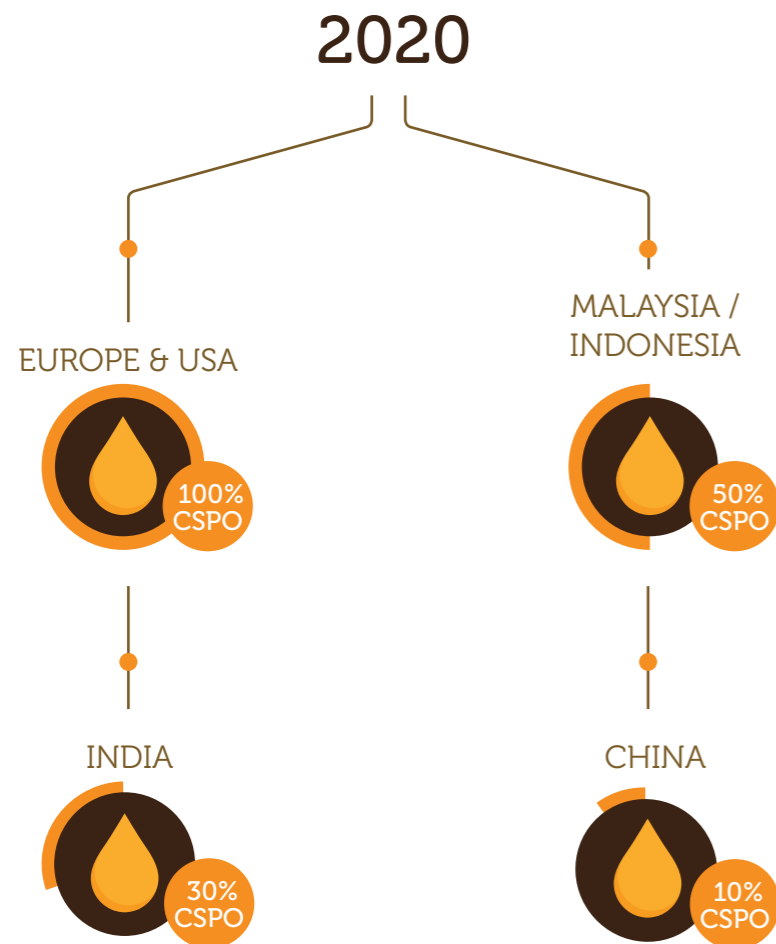 2020
EUROPE & USA
100%
CSPO
MALAYSIA /
INDONESIA
50%
CSPO
INDIA
30%
CSPO
CHINA
10%
CSPO